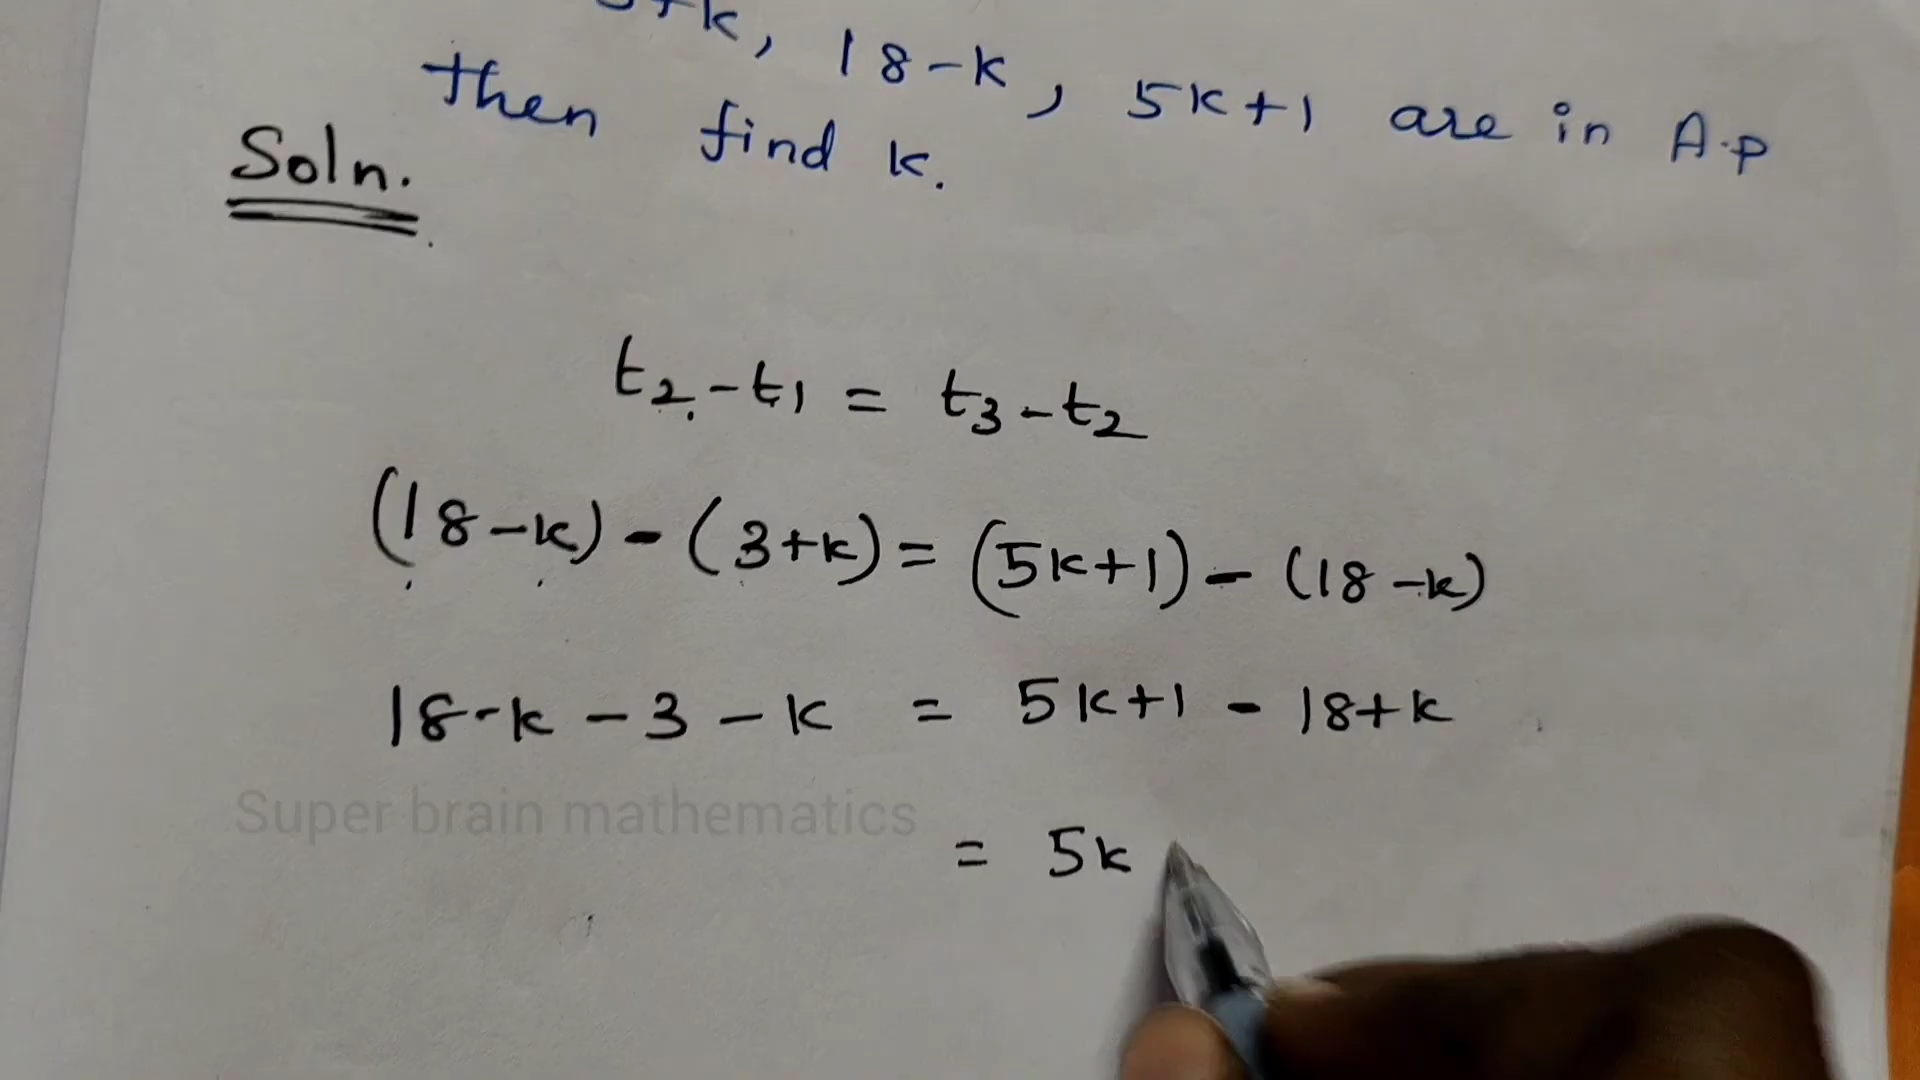 3+k, 18-k, 5k+1 are in A.P
then find k.
Soln.
t₂-t₁ = t₃-t₂
(18-k)-(3+k)=(5k+1)-(18-k)
18-k-3-k = 5k+1-18+k
Super brain mathematics
= 5k